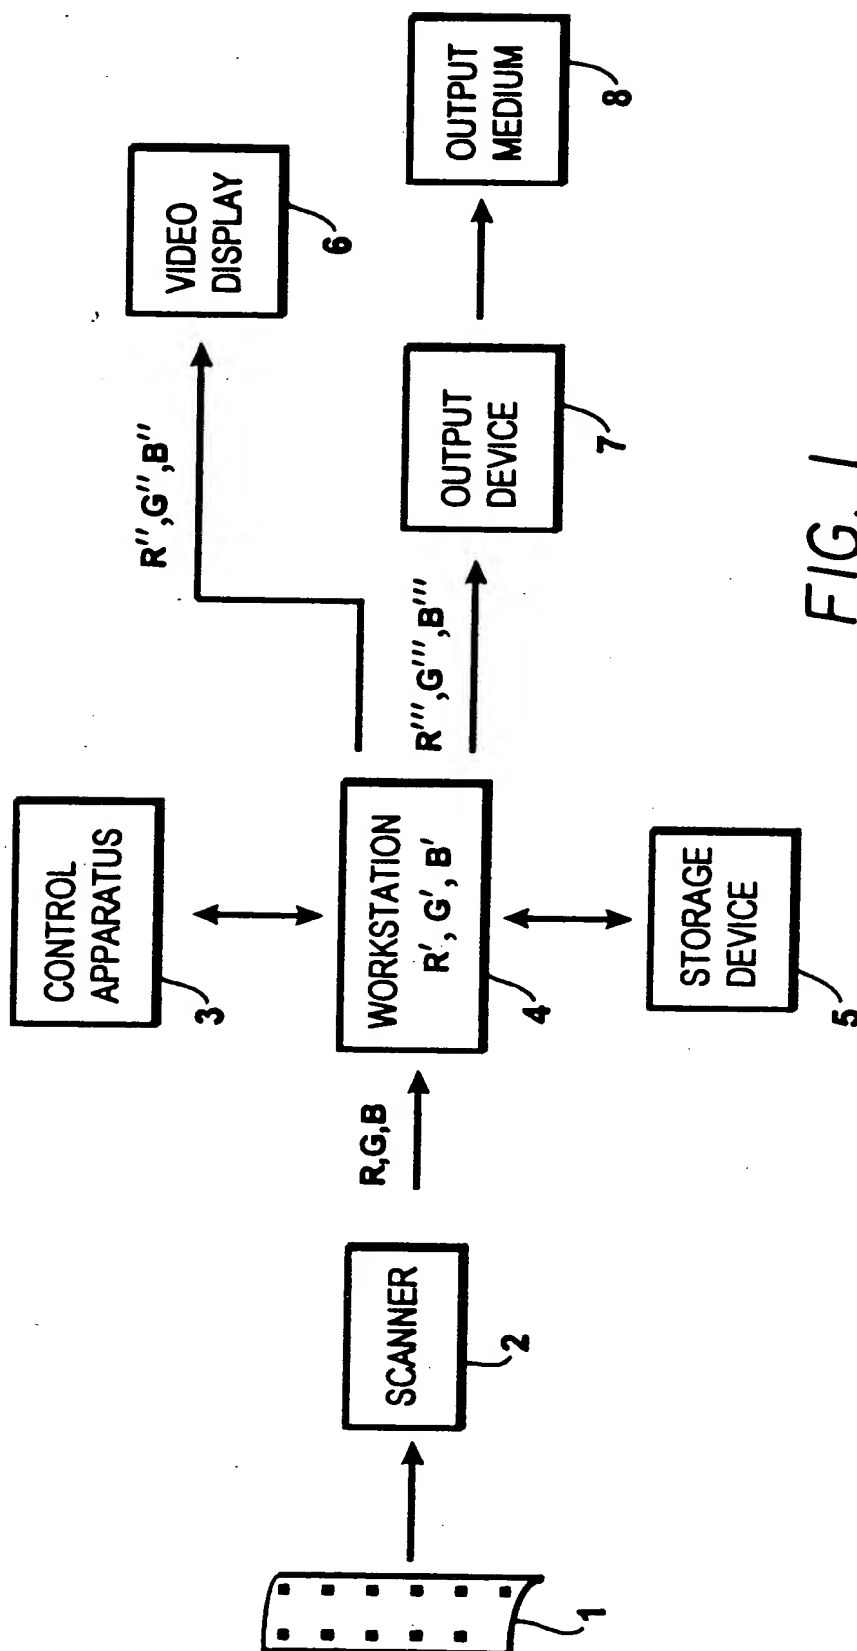 CONTROL
APPARATUS
3
VIDEO
DISPLAY
6
R'',G'',B''
R,G,B
WORKSTATION
R', G', B'
4
R''',G''',B'''
OUTPUT
DEVICE
7
OUTPUT
MEDIUM
8
SCANNER
2
1
STORAGE
DEVICE
5
FIG. 1